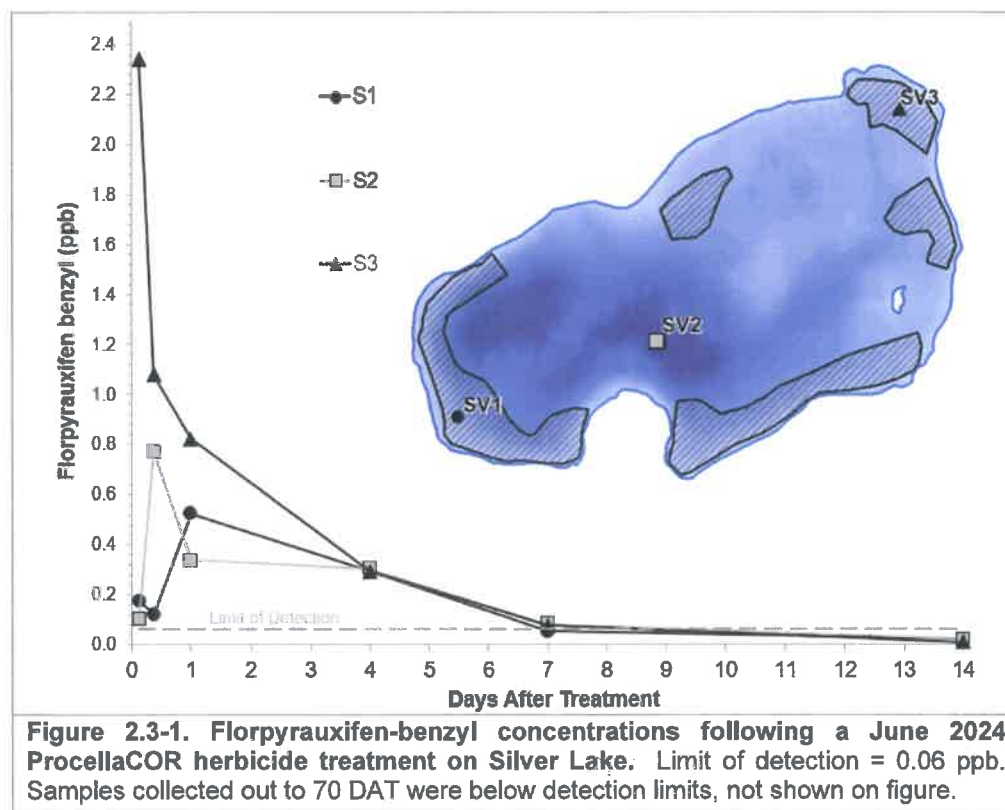 2.4
2.2
2.0
1.8
1.6
1.4
1.2
1.0
0.8
0.6
0.4
0.2
0.0
Florpyrauxifen benzyl (ppb)
S1
S2
S3
SV3
SV2
SV1
Limit of Detection
0 1 2 3 4 5 6 7 8 9 10 11 12 13 14
Days After Treatment
Figure 2.3-1. Florpyrauxifen-benzyl concentrations following a June 2024
ProcellaCOR herbicide treatment on Silver Lake. Limit of detection = 0.06 ppb.
Samples collected out to 70 DAT were below detection limits, not shown on figure.